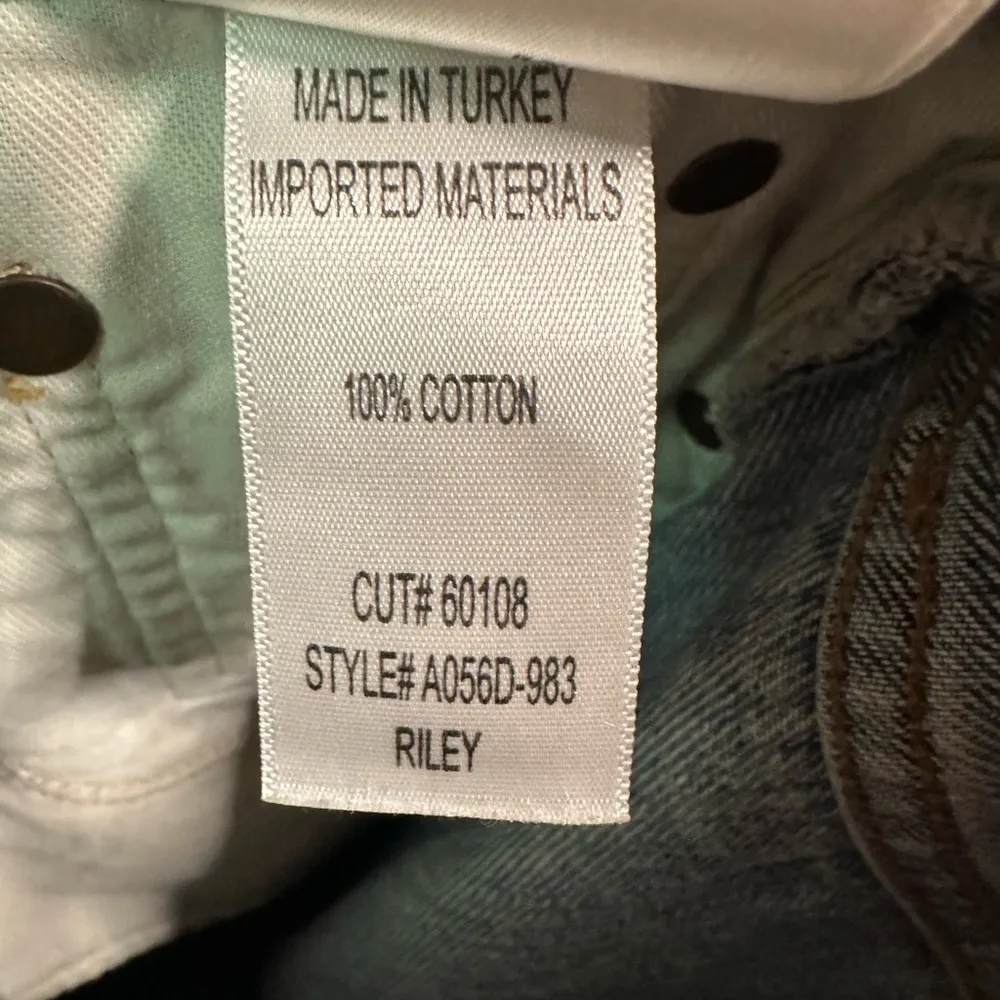 MADE IN TURKEY
IMPORTED MATERIALS
100% COTTON
CUT# 60108
STYLE# A056D-983
RILEY